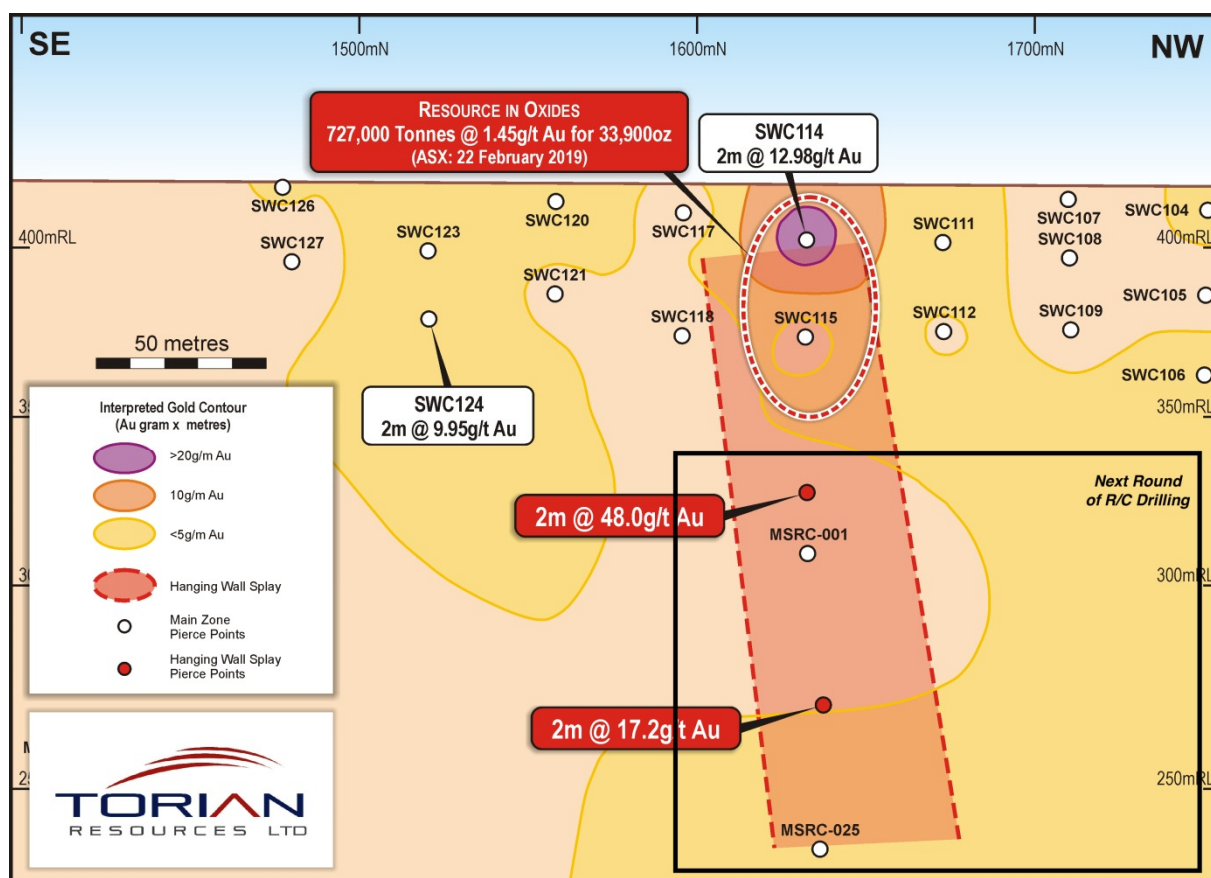 SE
1500mN
1600mN
1700mN
NW
RESOURCE IN OXIDES
727,000 Tonnes @ 1.45g/t Au for 33,900oz
(ASX: 22 February 2019)
SWC114
2m @ 12.98g/t Au
SWC126
SWC127
SWC123
SWC120
SWC121
SWC117
SWC118
SWC115
SWC111
SWC112
SWC107
SWC108
SWC109
SWC104
SWC105
SWC106
400mRL
400mRL
50 metres
SWC124
2m @ 9.95g/t Au
350mRL
Interpreted Gold Contour
(Au gram x metres)
>20g/m Au
10g/m Au
<5g/m Au
Hanging Wall Splay
Main Zone
Pierce Points
Hanging Wall Splay
Pierce Points
Next Round
of R/C Drilling
2m @ 48.0g/t Au
MSRC-001
300mRL
2m @ 17.2g/t Au
250mRL
MSRC-025
TORIAN
RESOURCES LTD